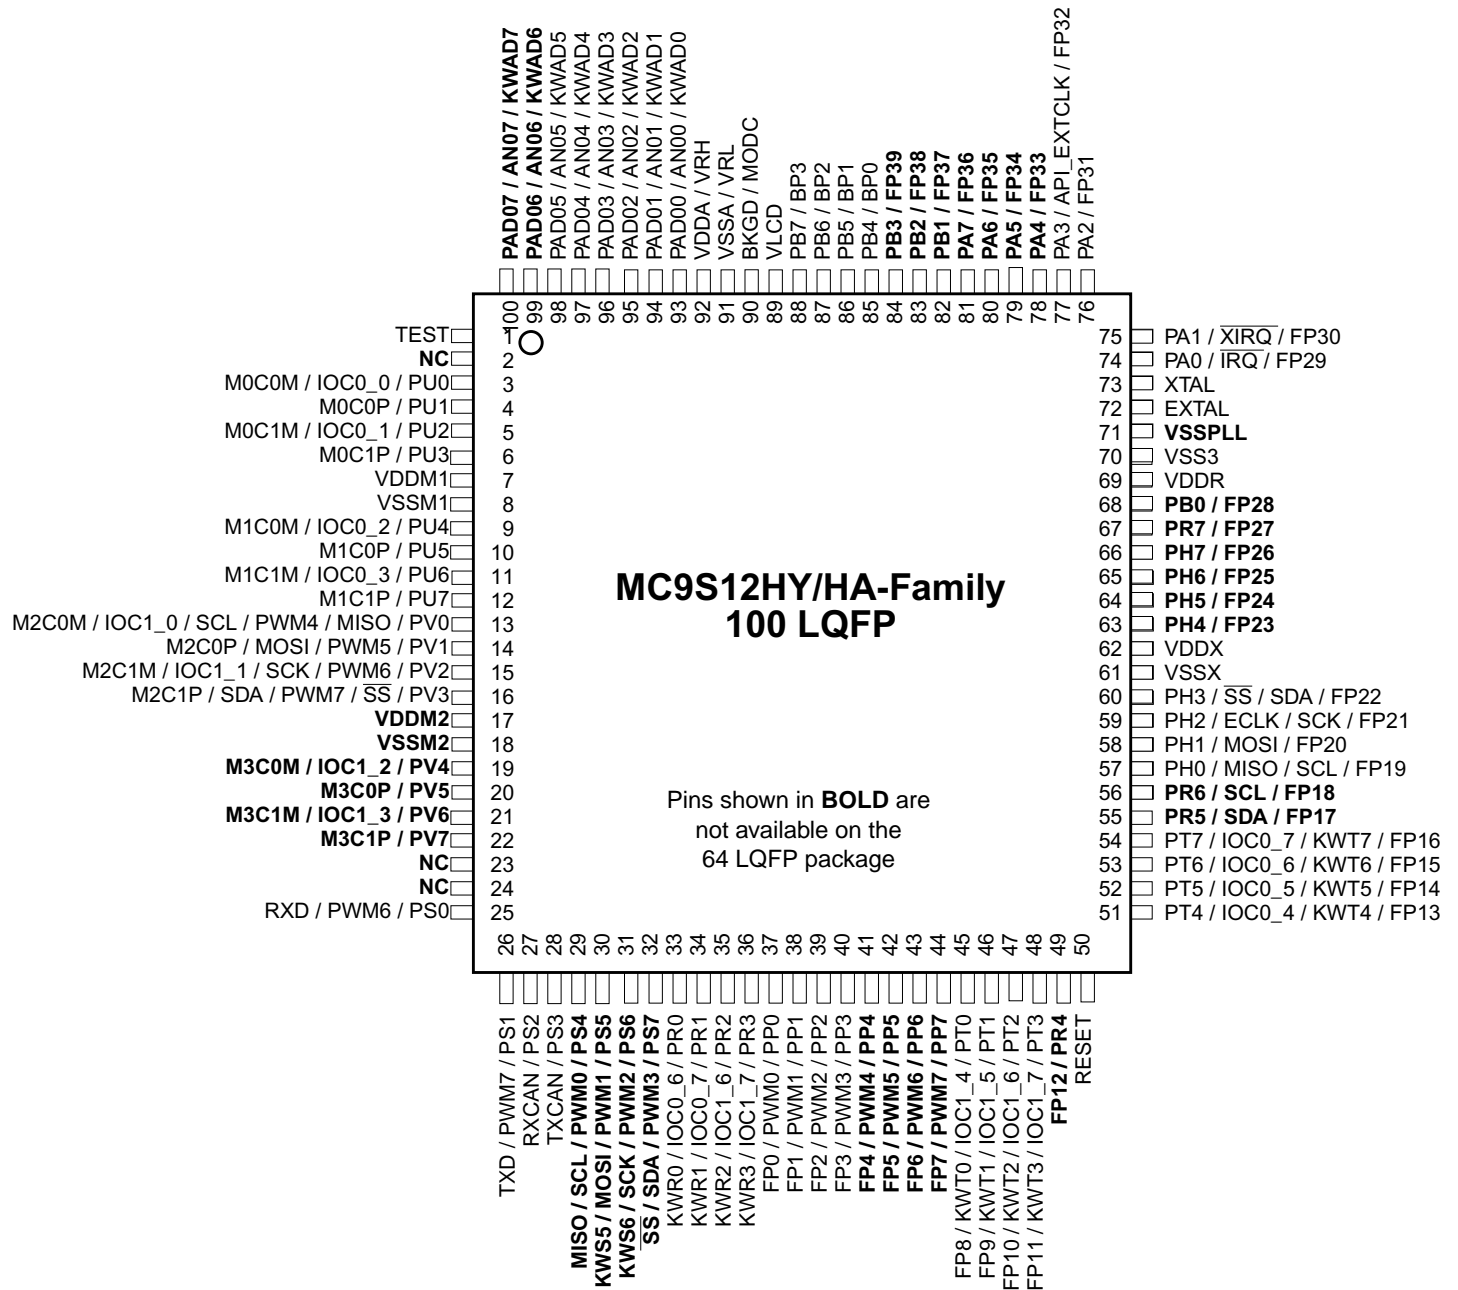 PAD07 / AN07 / KWAD7
PAD06 / AN06 / KWAD6
PAD05 / AN05 / KWAD5
PAD04 / AN04 / KWAD4
PAD03 / AN03 / KWAD3
PAD02 / AN02 / KWAD2
PAD01 / AN01 / KWAD1
PAD00 / AN00 / KWAD0
VDDA / VRH
VSSA / VRL
BKGD / MODC
VLCD
PB7 / BP3
PB6 / BP2
PB5 / BP1
PB4 / BP0
PB3 / FP39
PB2 / FP38
PB1 / FP37
PA7 / FP36
PA6 / FP35
PA5 / FP34
PA4 / FP33
PA3 / API_EXTCLK / FP32
PA2 / FP31
100
99
98
97
96
95
94
93
92
91
90
89
88
87
86
85
84
83
82
81
80
79
78
77
76
TEST 1
NC 2
M0C0M / IOC0_0 / PU0 3
M0C0P / PU1 4
M0C1M / IOC0_1 / PU2 5
M0C1P / PU3 6
VDDM1 7
VSSM1 8
M1C0M / IOC0_2 / PU4 9
M1C0P / PU5 10
M1C1M / IOC0_3 / PU6 11
M1C1P / PU7 12
M2C0M / IOC1_0 / SCL / PWM4 / MISO / PV0 13
M2C0P / MOSI / PWM5 / PV1 14
M2C1M / IOC1_1 / SCK / PWM6 / PV2 15
M2C1P / SDA / PWM7 / SS / PV3 16
VDDM2 17
VSSM2 18
M3C0M / IOC1_2 / PV4 19
M3C0P / PV5 20
M3C1M / IOC1_3 / PV6 21
M3C1P / PV7 22
NC 23
NC 24
RXD / PWM6 / PS0 25
MC9S12HY/HA-Family
100 LQFP
Pins shown in BOLD are
not available on the
64 LQFP package
75 PA1 / XIRQ / FP30
74 PA0 / IRQ / FP29
73 XTAL
72 EXTAL
71 VSSPLL
70 VSS3
69 VDDR
68 PB0 / FP28
67 PR7 / FP27
66 PH7 / FP26
65 PH6 / FP25
64 PH5 / FP24
63 PH4 / FP23
62 VDDX
61 VSSX
60 PH3 / SS / SDA / FP22
59 PH2 / ECLK / SCK / FP21
58 PH1 / MOSI / FP20
57 PH0 / MISO / SCL / FP19
56 PR6 / SCL / FP18
55 PR5 / SDA / FP17
54 PT7 / IOC0_7 / KWT7 / FP16
53 PT6 / IOC0_6 / KWT6 / FP15
52 PT5 / IOC0_5 / KWT5 / FP14
51 PT4 / IOC0_4 / KWT4 / FP13
26
27
28
29
30
31
32
33
34
35
36
37
38
39
40
41
42
43
44
45
46
47
48
49
50
TXD / PWM7 / PS1
RXCAN / PS2
TXCAN / PS3
MISO / SCL / PWM0 / PS4
KWS5 / MOSI / PWM1 / PS5
KWS6 / SCK / PWM2 / PS6
SS / SDA / PWM3 / PS7
KWR0 / IOC0_6 / PR0
KWR1 / IOC0_7 / PR1
KWR2 / IOC1_6 / PR2
KWR3 / IOC1_7 / PR3
FP0 / PWM0 / PP0
FP1 / PWM1 / PP1
FP2 / PWM2 / PP2
FP3 / PWM3 / PP3
FP4 / PWM4 / PP4
FP5 / PWM5 / PP5
FP6 / PWM6 / PP6
FP7 / PWM7 / PP7
FP8 / KWT0 / IOC1_4 / PT0
FP9 / KWT1 / IOC1_5 / PT1
FP10 / KWT2 / IOC1_6 / PT2
FP11 / KWT3 / IOC1_7 / PT3
FP12 / PR4
RESET